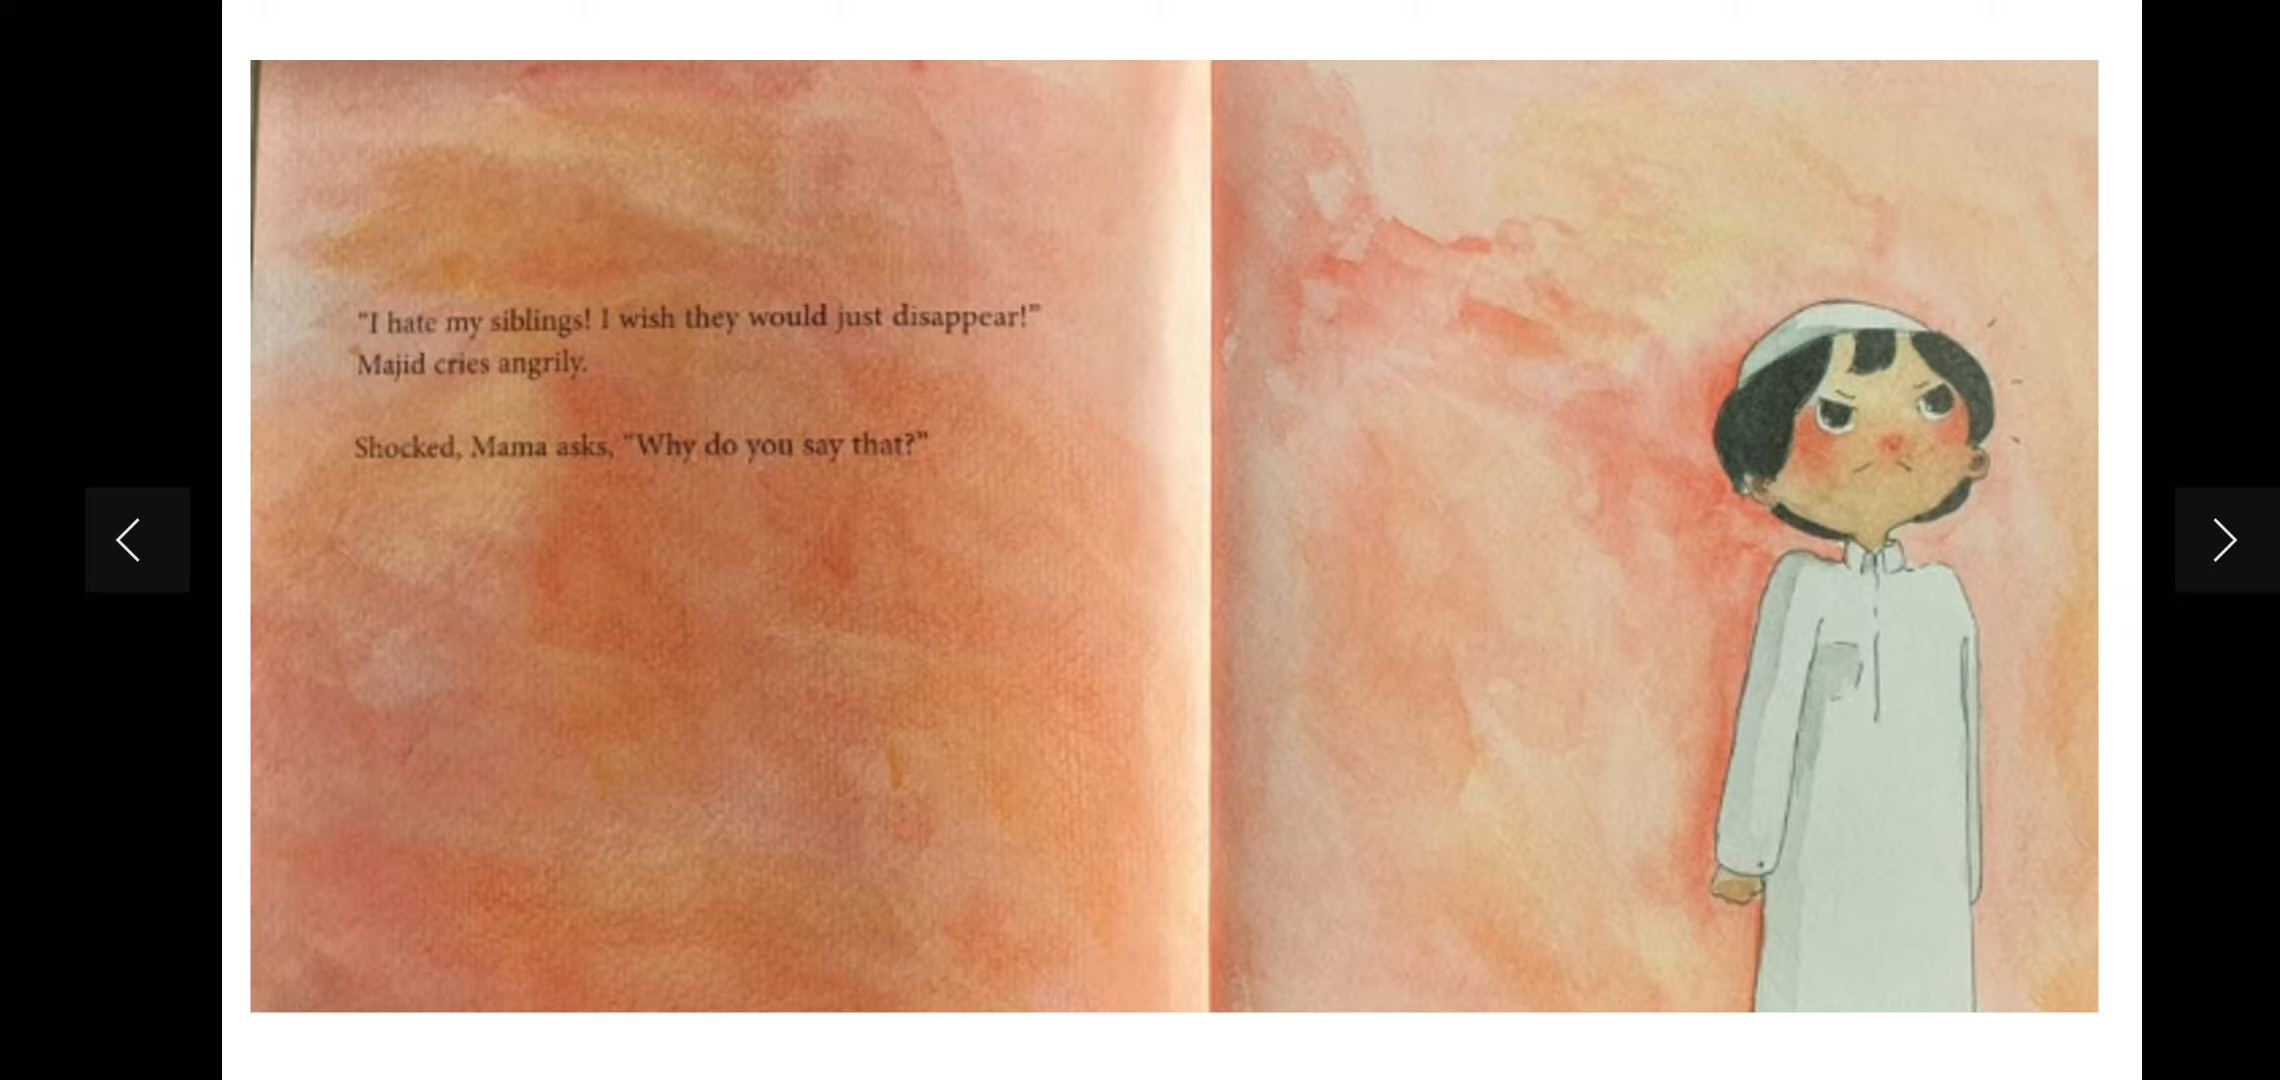 "I hate my siblings! I wish they would just disappear!"
Majid cries angrily.
Shocked, Mama asks, "Why do you say that?"